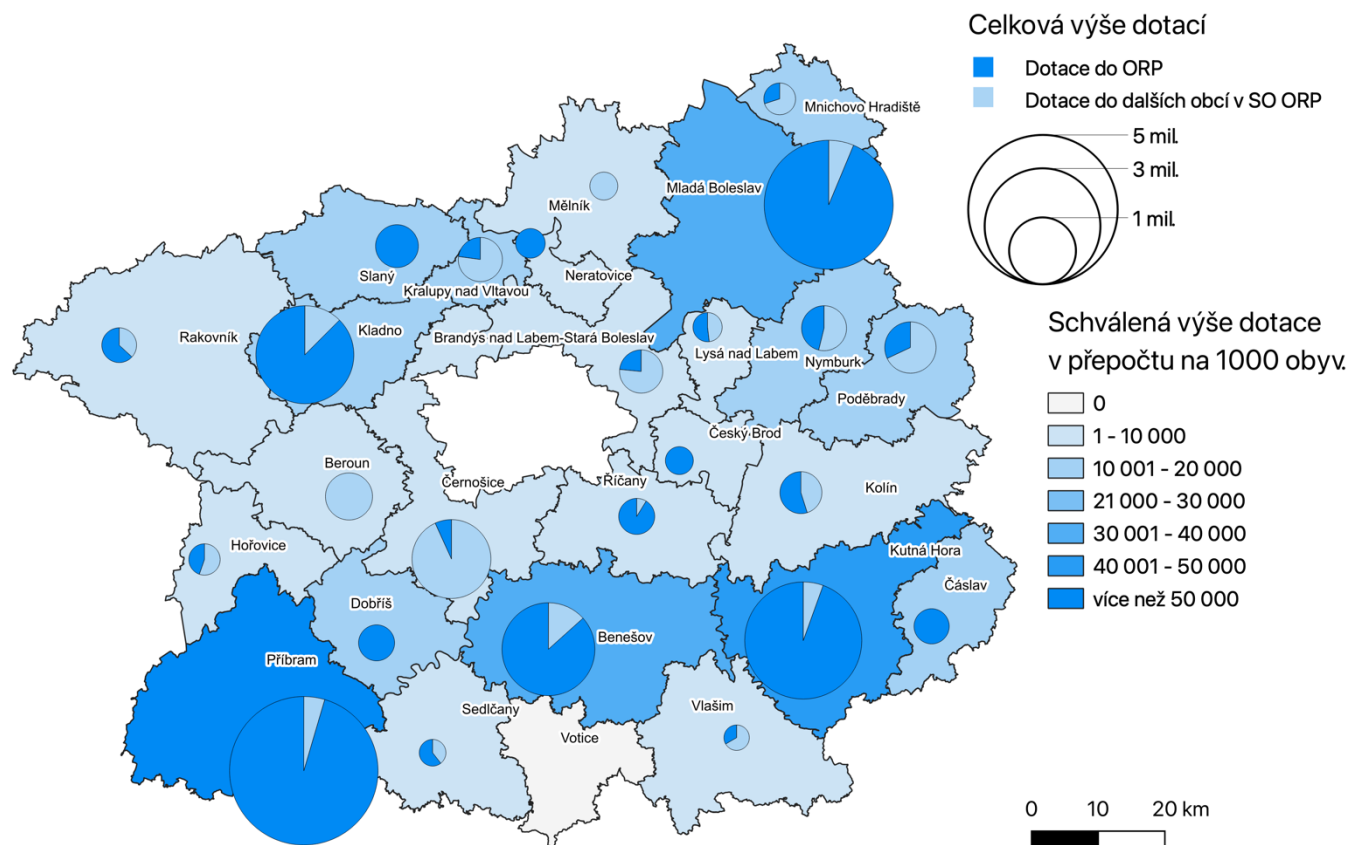 Celková výše dotací
Dotace do ORP
Dotace do dalších obcí v SO ORP
5 mil.
3 mil.
1 mil.
Mnichovo Hradiště
Mladá Boleslav
Mělník
Slaný
Neratovice
Kralupy nad Vltavou
Rakovník
Kladno
Brandýs nad Labem-Stará Boleslav
Lysá nad Labem
Nymburk
Poděbrady
Schválená výše dotace
v přepočtu na 1000 obyv.
0
1 - 10 000
10 001 - 20 000
21 000 - 30 000
30 001 - 40 000
40 001 - 50 000
více než 50 000
Český Brod
Beroun
Černošice
Říčany
Kolín
Hořovice
Kutná Hora
Čáslav
Dobříš
Benešov
Příbram
Sedlčany
Vlašim
Votice
0 10 20 km